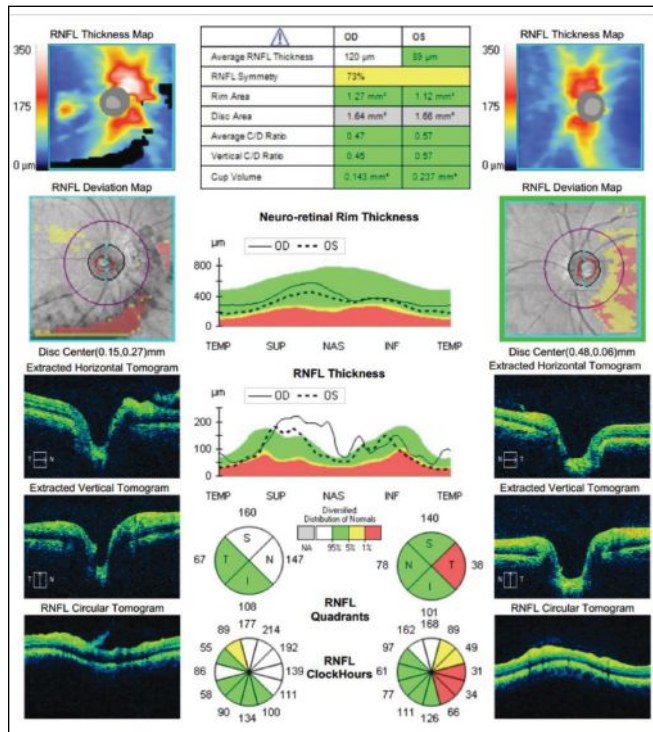 RNFL Thickness Map
350
175
0 µm
OD OS
Average RNFL Thickness 120 µm 89 µm
RNFL Symmetry 73%
Rim Area 1.27 mm² 1.12 mm²
Disc Area 1.64 mm² 1.66 mm²
Average C/D Ratio 0.47 0.57
Vertical C/D Ratio 0.45 0.57
Cup Volume 0.143 mm³ 0.237 mm³
RNFL Thickness Map
350
175
0 µm
RNFL Deviation Map
Disc Center(0.15,0.27)mm
Neuro-retinal Rim Thickness
µm
OD OS
800
400
0
TEMP SUP NAS INF TEMP
RNFL Deviation Map
Disc Center(0.48,0.06)mm
Extracted Horizontal Tomogram
T N
RNFL Thickness
µm
OD OS
200
100
0
TEMP SUP NAS INF TEMP
Extracted Horizontal Tomogram
T N
Extracted Vertical Tomogram
T N
160
S
67 T N 147
I
108
Diversified:
Distribution of Normals
NA 95% 5% 1%
140
S
78 N T 38
I
101
RNFL
Quadrants
Extracted Vertical Tomogram
T N
RNFL Circular Tomogram
177
89 214
55 192
86 139
58 111
90 100
134
RNFL
ClockHours
168
162 89
97 49
61 31
77 34
111 66
126
RNFL Circular Tomogram